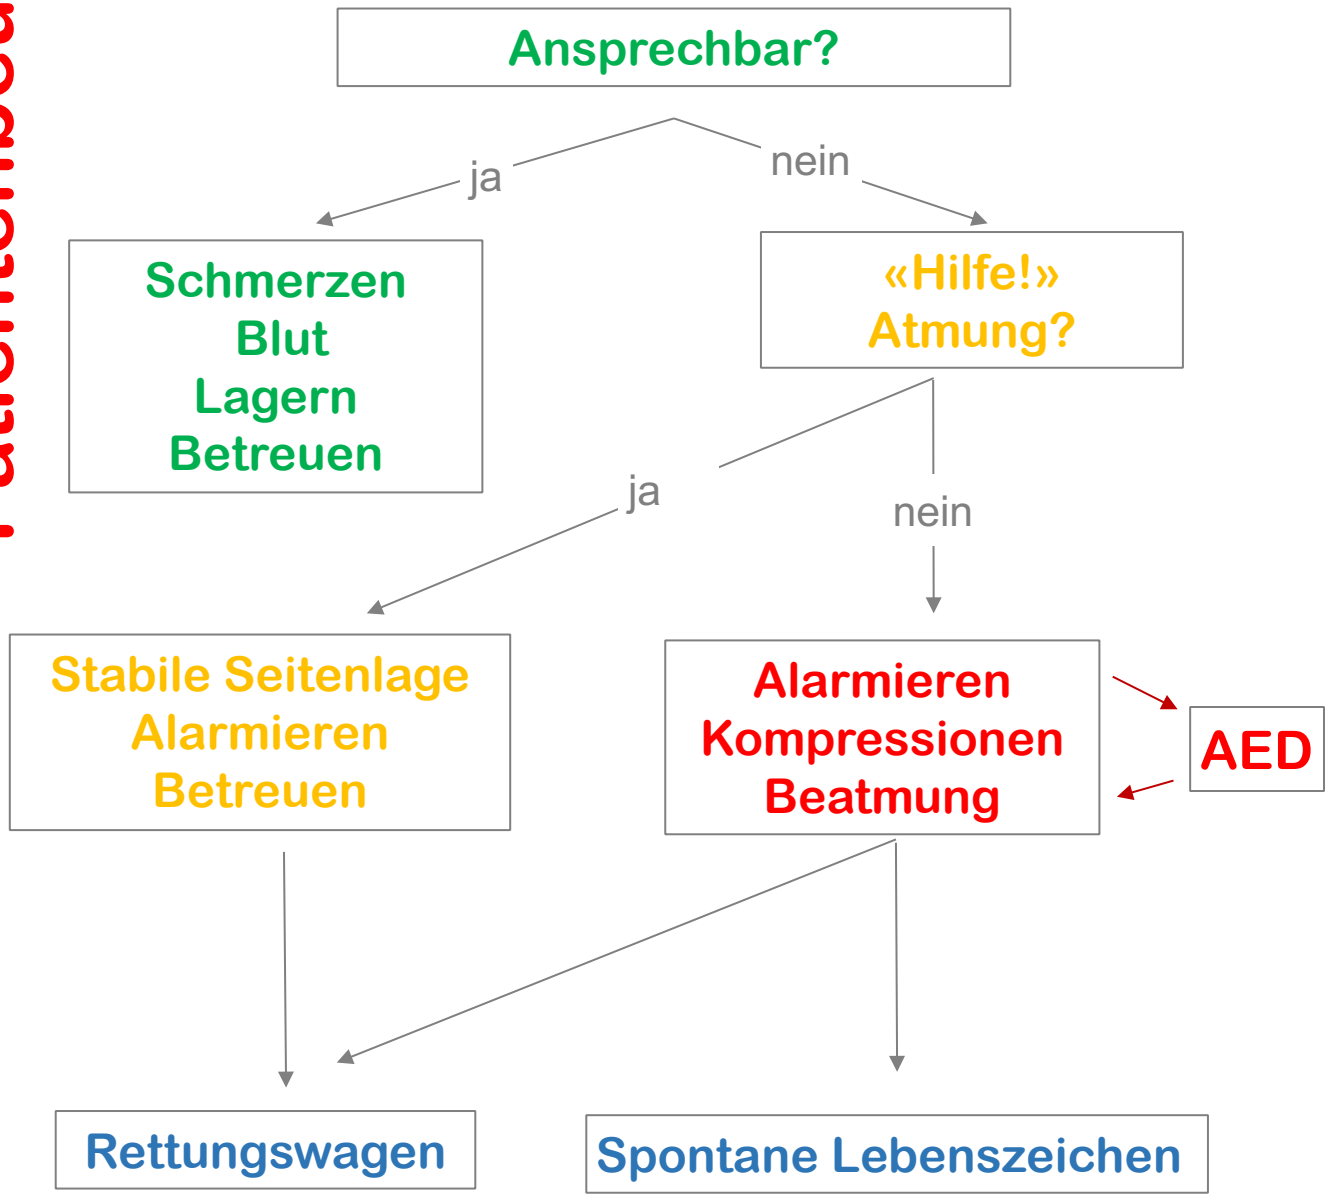 Ansprechbar?
ja
nein
Schmerzen
Blut
Lagern
Betreuen
«Hilfe!»
Atmung?
ja
nein
Stabile Seitenlage
Alarmieren
Betreuen
Alarmieren
Kompressionen
Beatmung
AED
Rettungswagen
Spontane Lebenszeichen